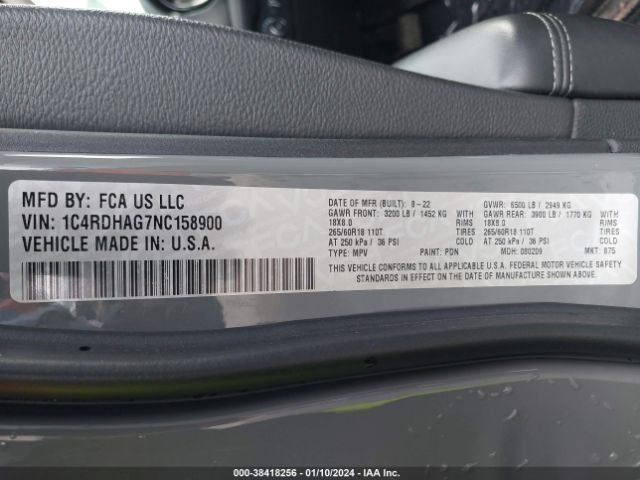 MFD BY: FCA US LLC
VIN: 1C4RDHAG7NC158900
VEHICLE MADE IN: U.S.A.
DATE OF MFR (BUILT): 8-22 GVWR: 6500 LB / 2949 KG
GAWR FRONT: 3200 LB / 1452 KG WITH GAWR REAR: 3900 LB / 1770 KG WITH
18X8.0 RIMS 18X8.0 RIMS
265/60R18 110T TIRES 265/60R18 110T TIRES
AT 250 kPa / 36 PSI COLD AT 250 kPa / 36 PSI COLD
TYPE: MPV PAINT: PDN MDH: 080209 MKT: 875
THIS VEHICLE CONFORMS TO ALL APPLICABLE U.S.A. FEDERAL MOTOR VEHICLE SAFETY
STANDARDS IN EFFECT ON THE DATE OF MANUFACTURE SHOWN ABOVE.
000-38418256 - 01/10/2024 - IAAI.COM